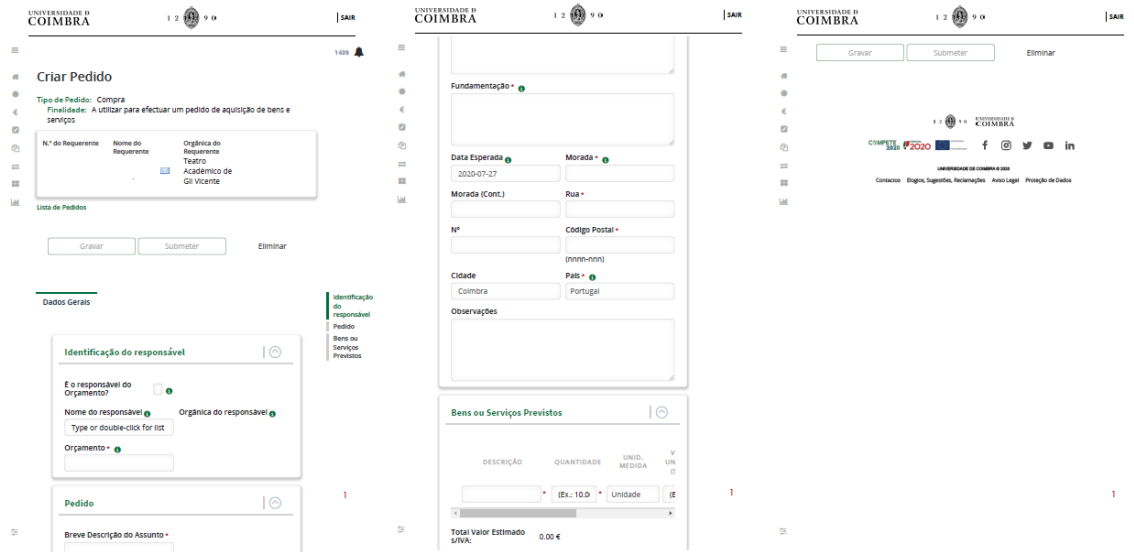 UNIVERSIDADE D
COIMBRA
1 2 9 0
SAIR
1439
Criar Pedido
Tipo de Pedido: Compra
Finalidade: A utilizar para efectuar um pedido de aquisição de bens e
serviços
N.º do Requerente
Nome do
Requerente
Orgânica do
Requerente
Teatro
Académico de
Gil Vicente
Lista de Pedidos
Gravar
Submeter
Eliminar
Dados Gerais
Identificação
do
responsável
Pedido
Bens ou
Serviços
Previstos
Identificação do responsável
É o responsável do
Orçamento?
Nome do responsável
Orgânica do responsável
Type or double-click for list
Orçamento *
Pedido
1
Breve Descrição do Assunto *
UNIVERSIDADE D
COIMBRA
1 2 9 0
SAIR
Fundamentação *
Data Esperada
Morada *
2020-07-27
Morada (Cont.)
Rua *
Nº
Código Postal *
(nnnn-nnn)
Cidade
País *
Coimbra
Portugal
Observações
Bens ou Serviços Previstos
DESCRIÇÃO
QUANTIDADE
UNID.
MEDIDA
V
UN
* (Ex.: 10.0 * Unidade (E
1
Total Valor Estimado
s/IVA:
0.00 €
UNIVERSIDADE D
COIMBRA
1 2 9 0
SAIR
Gravar
Submeter
Eliminar
1 2 9 0
UNIVERSIDADE D
COIMBRA
COMPETE
2020
2020
UNIVERSIDADE DE COIMBRA © 2020
Contactos Elogios, Sugestões, Reclamações Aviso Legal Proteção de Dados
1